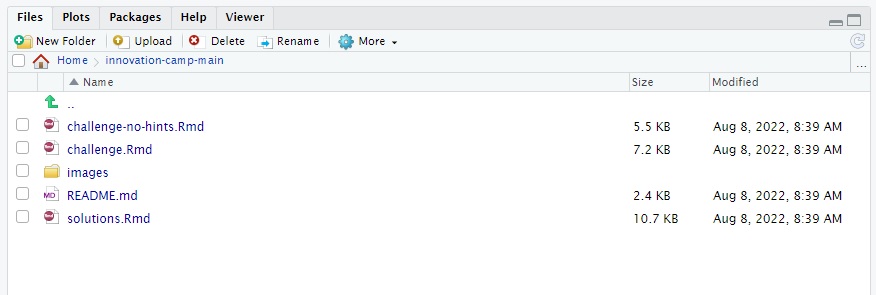 Files Plots Packages Help Viewer
New Folder Upload Delete Rename More
Home innovation-camp-main ...
Name Size Modified
..
challenge-no-hints.Rmd 5.5 KB Aug 8, 2022, 8:39 AM
challenge.Rmd 7.2 KB Aug 8, 2022, 8:39 AM
images
MD README.md 2.4 KB Aug 8, 2022, 8:39 AM
solutions.Rmd 10.7 KB Aug 8, 2022, 8:39 AM